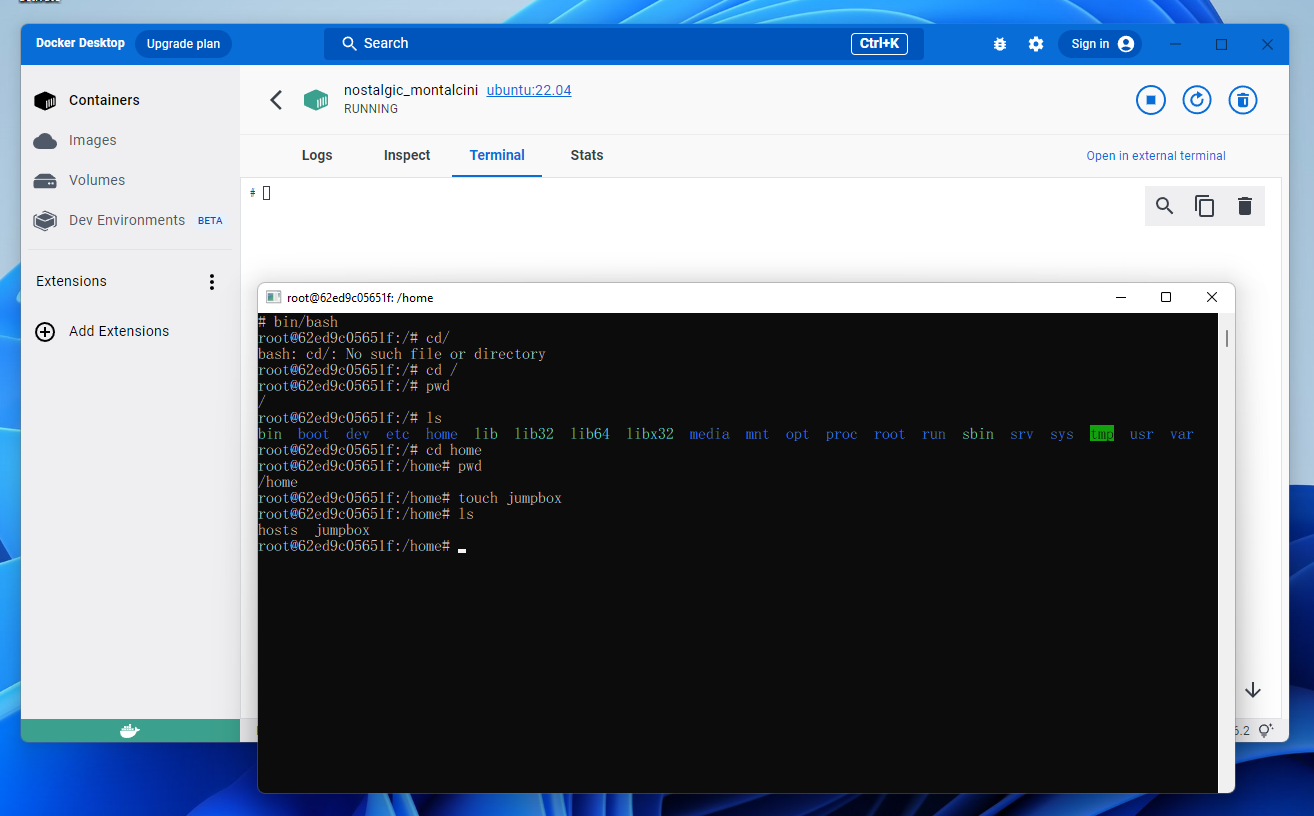 Docker Desktop Upgrade plan Search Ctrl+K Sign in
Containers
Images
Volumes
Dev Environments BETA
Extensions
Add Extensions
nostalgic_montalcini ubuntu:22.04
RUNNING
Logs Inspect Terminal Stats Open in external terminal
#
root@62ed9c05651f: /home
# bin/bash
root@62ed9c05651f:/# cd/
bash: cd/: No such file or directory
root@62ed9c05651f:/# cd /
root@62ed9c05651f:/# pwd
/
root@62ed9c05651f:/# ls
bin boot dev etc home lib lib32 lib64 libx32 media mnt opt proc root run sbin srv sys tmp usr var
root@62ed9c05651f:/# cd home
root@62ed9c05651f:/home# pwd
/home
root@62ed9c05651f:/home# touch jumpbox
root@62ed9c05651f:/home# ls
hosts jumpbox
root@62ed9c05651f:/home#